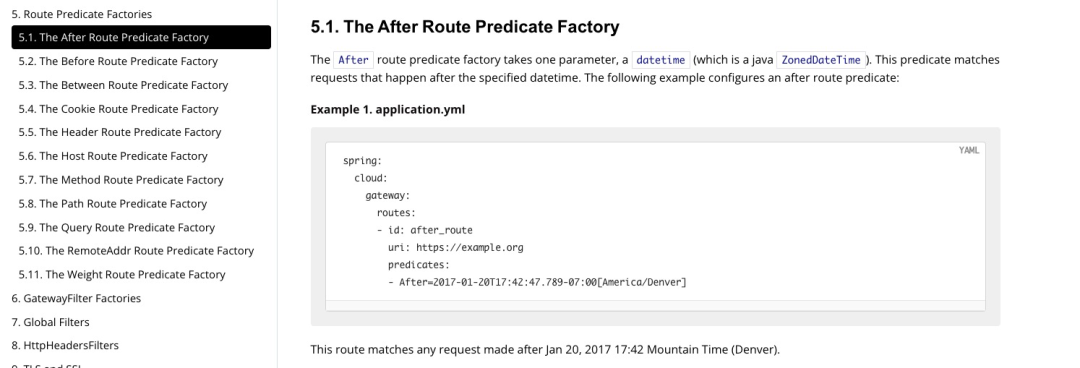 5. Route Predicate Factories
5.1. The After Route Predicate Factory
5.2. The Before Route Predicate Factory
5.3. The Between Route Predicate Factory
5.4. The Cookie Route Predicate Factory
5.5. The Header Route Predicate Factory
5.6. The Host Route Predicate Factory
5.7. The Method Route Predicate Factory
5.8. The Path Route Predicate Factory
5.9. The Query Route Predicate Factory
5.10. The RemoteAddr Route Predicate Factory
5.11. The Weight Route Predicate Factory
6. GatewayFilter Factories
7. Global Filters
8. HttpHeadersFilters
9. TLS and SSL
5.1. The After Route Predicate Factory
The After route predicate factory takes one parameter, a datetime (which is a java ZonedDateTime ). This predicate matches
requests that happen after the specified datetime. The following example configures an after route predicate:
Example 1. application.yml
YAML
spring:
  cloud:
    gateway:
      routes:
      - id: after_route
        uri: https://example.org
        predicates:
        - After=2017-01-20T17:42:47.789-07:00[America/Denver]
This route matches any request made after Jan 20, 2017 17:42 Mountain Time (Denver).